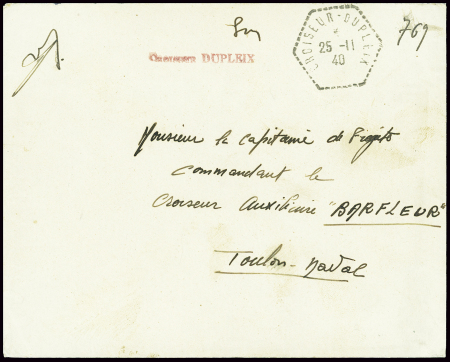 769
CROISEUR-DUPLEIX
25-11
40
Croiseur DUPLEIX
Monsieur le Capitaine de Frégate
commandant le
Croiseur Auxiliaire "BARFLEUR"
Toulon-Naval